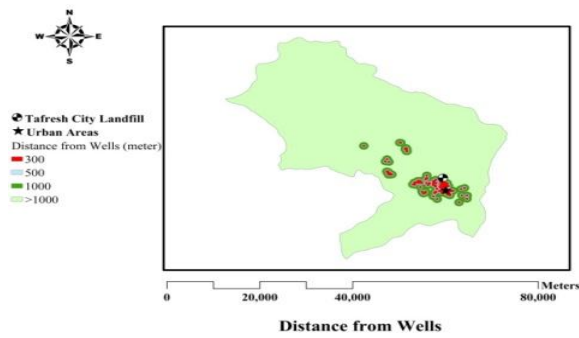 N
W E
S
Tafresh City Landfill
Urban Areas
Distance from Wells (meter)
300
500
1000
>1000
Meters
0 20,000 40,000 80,000
Distance from Wells